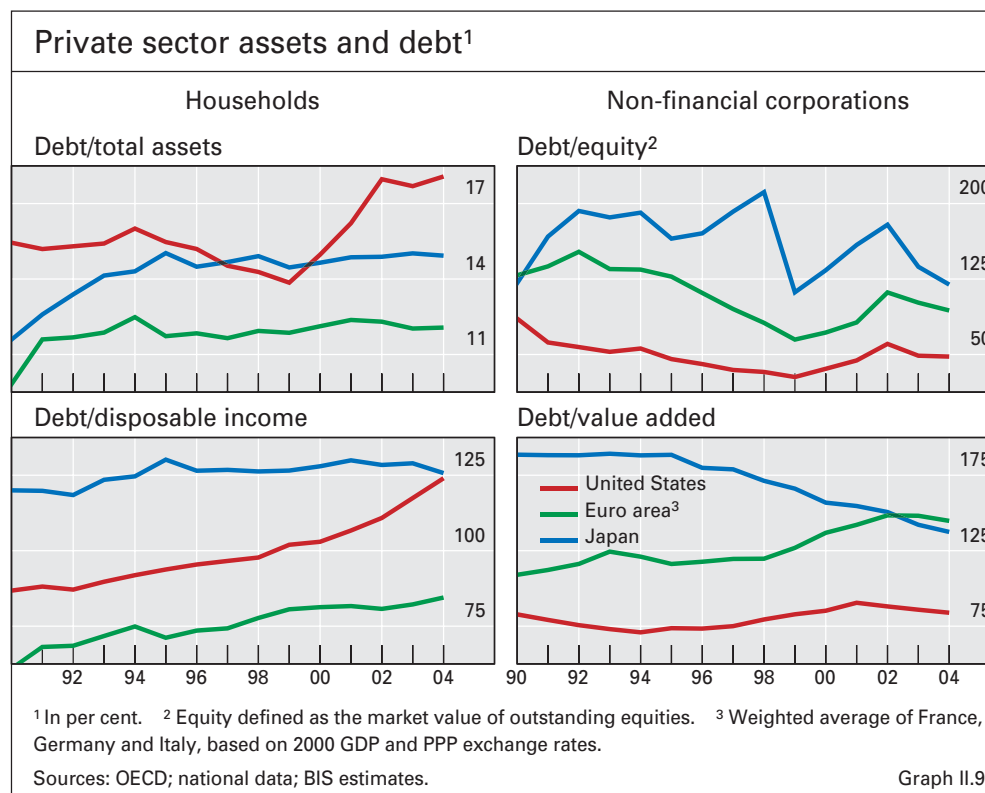 Private sector assets and debt¹
Households
Non-financial corporations
Debt/total assets
17
14
11
Debt/equity²
200
125
50
Debt/disposable income
125
100
75
92 94 96 98 00 02 04
Debt/value added
175
125
75
United States
Euro area³
Japan
90 92 94 96 98 00 02 04
¹ In per cent. ² Equity defined as the market value of outstanding equities. ³ Weighted average of France,
Germany and Italy, based on 2000 GDP and PPP exchange rates.
Sources: OECD; national data; BIS estimates.
Graph II.9